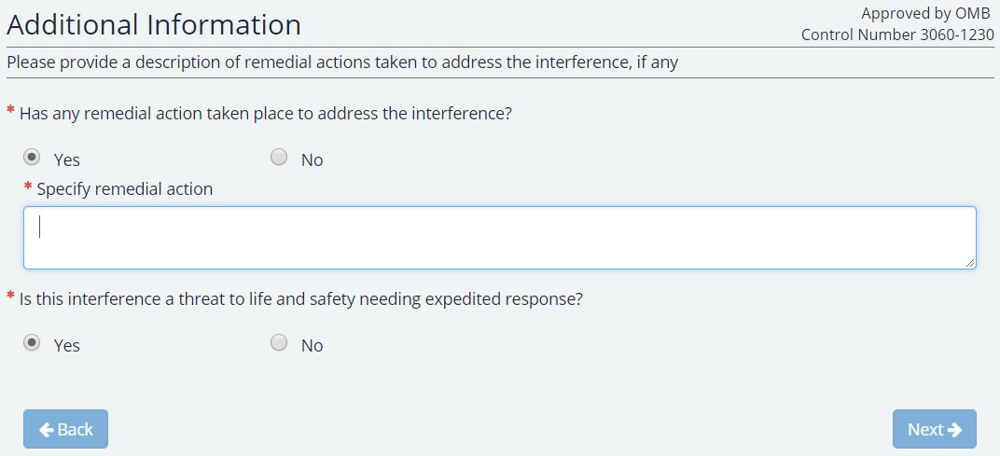 Additional Information
Approved by OMB
Control Number 3060-1230
Please provide a description of remedial actions taken to address the interference, if any
* Has any remedial action taken place to address the interference?
Yes No
* Specify remedial action
* Is this interference a threat to life and safety needing expedited response?
Yes No
Back Next